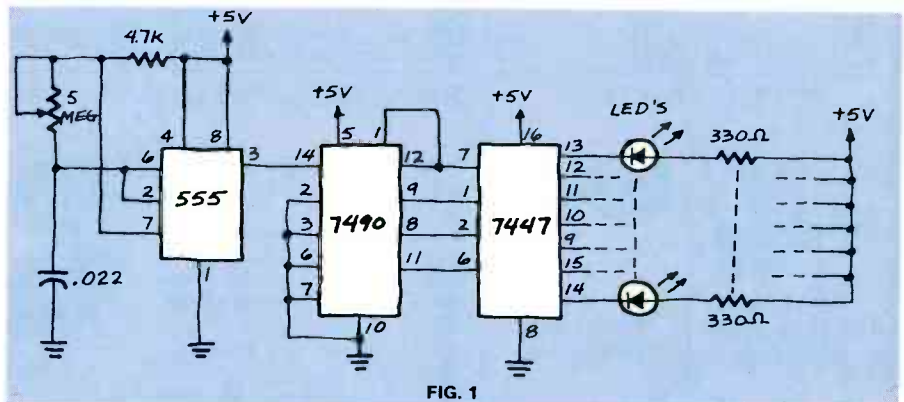 +5V
4.7K
5
MEG
4 8
3
6
2
7
555
1
.022
+5V
5 1
14 12
2 9
3 8
6 11
7
7490
10
+5V
16
7 13
1 12
2 11
6 10
9
15
14
7447
8
LED'S
330Ω
+5V
330Ω
FIG. 1